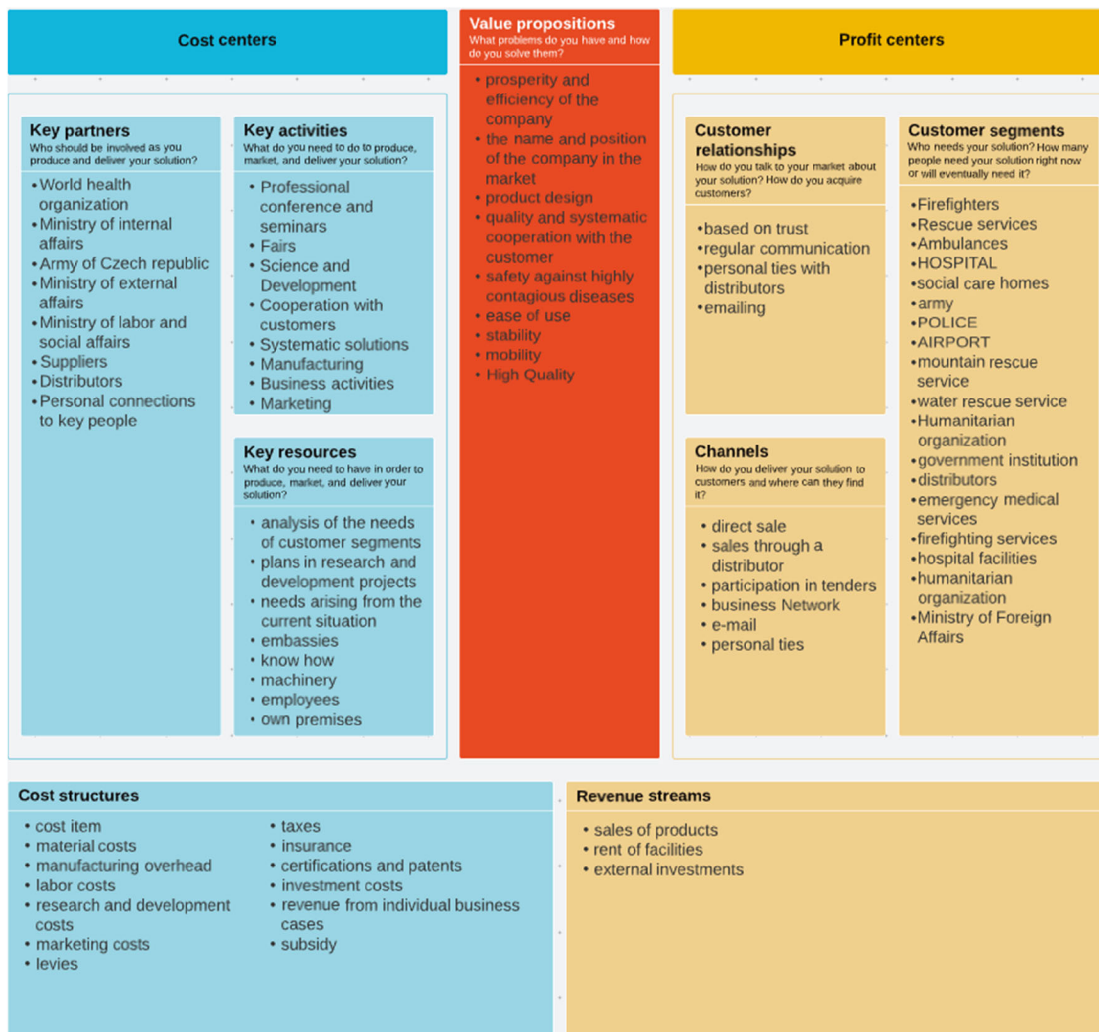 Cost centers
Value propositions
What problems do you have and how
do you solve them?
• prosperity and
efficiency of the
company
• the name and position
of the company in the
market
• product design
• quality and systematic
cooperation with the
customer
• safety against highly
contagious diseases
• ease of use
• stability
• mobility
• High Quality
Profit centers
Key partners
Who should be involved as you
produce and deliver your solution?
• World health
organization
• Ministry of internal
affairs
• Army of Czech republic
• Ministry of external
affairs
• Ministry of labor and
social affairs
• Suppliers
• Distributors
• Personal connections
to key people
Key activities
What do you need to do to produce,
market, and deliver your solution?
• Professional
conference and
seminars
• Fairs
• Science and
Development
• Cooperation with
customers
• Systematic solutions
• Manufacturing
• Business activities
• Marketing
Key resources
What do you need to have in order to
produce, market, and deliver your
solution?
• analysis of the needs
of customer segments
• plans in research and
development projects
• needs arising from the
current situation
• embassies
• know how
• machinery
• employees
• own premises
Customer
relationships
How do you talk to your market about
your solution? How do you acquire
customers?
• based on trust
• regular communication
• personal ties with
distributors
• emailing
Channels
How do you deliver your solution to
customers and where can they find
it?
• direct sale
• sales through a
distributor
• participation in tenders
• business Network
• e-mail
• personal ties
Customer segments
Who needs your solution? How many
people need your solution right now
or will eventually need it?
• Firefighters
• Rescue services
• Ambulances
• HOSPITAL
• social care homes
• army
• POLICE
• AIRPORT
• mountain rescue
service
• water rescue service
• Humanitarian
organization
• government institution
• distributors
• emergency medical
services
• firefighting services
• hospital facilities
• humanitarian
organization
• Ministry of Foreign
Affairs
Cost structures
• cost item
• material costs
• manufacturing overhead
• labor costs
• research and development
costs
• marketing costs
• levies
• taxes
• insurance
• certifications and patents
• investment costs
• revenue from individual business
cases
• subsidy
Revenue streams
• sales of products
• rent of facilities
• external investments